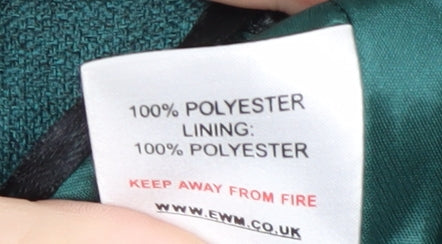 100% POLYESTER
LINING:
100% POLYESTER
KEEP AWAY FROM FIRE
WWW.EWM.CO.UK